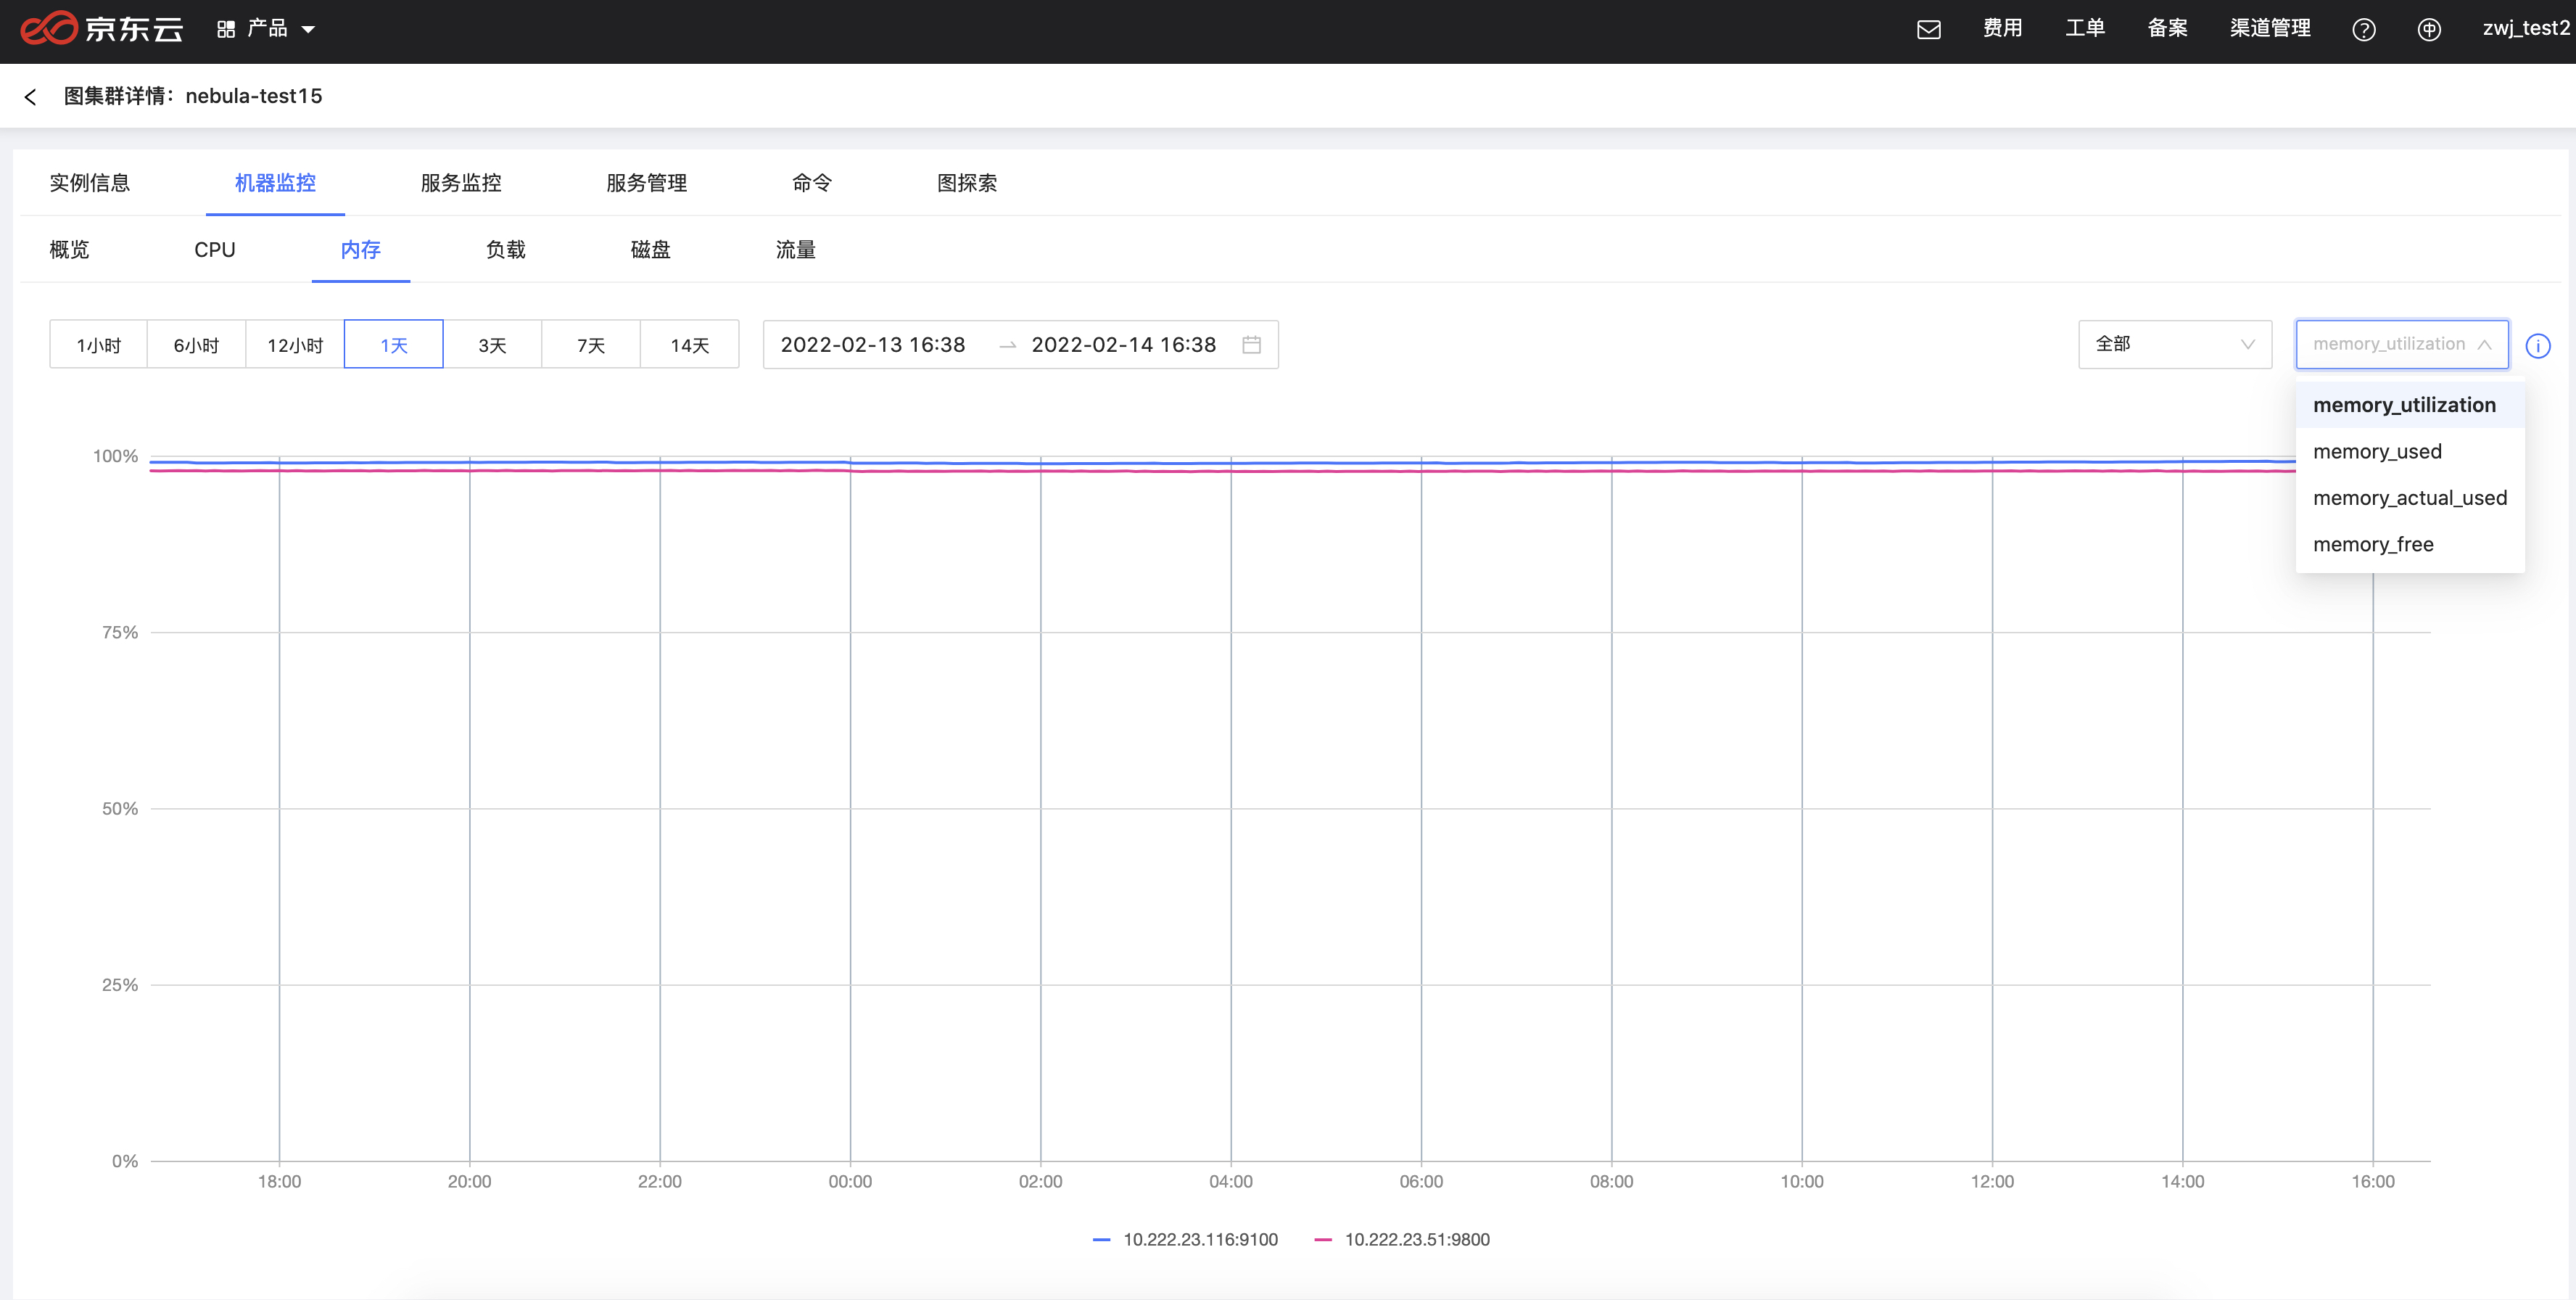 京东云 产品 费用 工单 备案 渠道管理 zwj_test2
图集群详情：nebula-test15
实例信息 机器监控 服务监控 服务管理 命令 图探索
概览 CPU 内存 负载 磁盘 流量
1小时 6小时 12小时 1天 3天 7天 14天 2022-02-13 16:38 2022-02-14 16:38 全部 memory_utilization
memory_utilization
memory_used
memory_actual_used
memory_free
100%
75%
50%
25%
0%
18:00 20:00 22:00 00:00 02:00 04:00 06:00 08:00 10:00 12:00 14:00 16:00
10.222.23.116:9100 10.222.23.51:9800